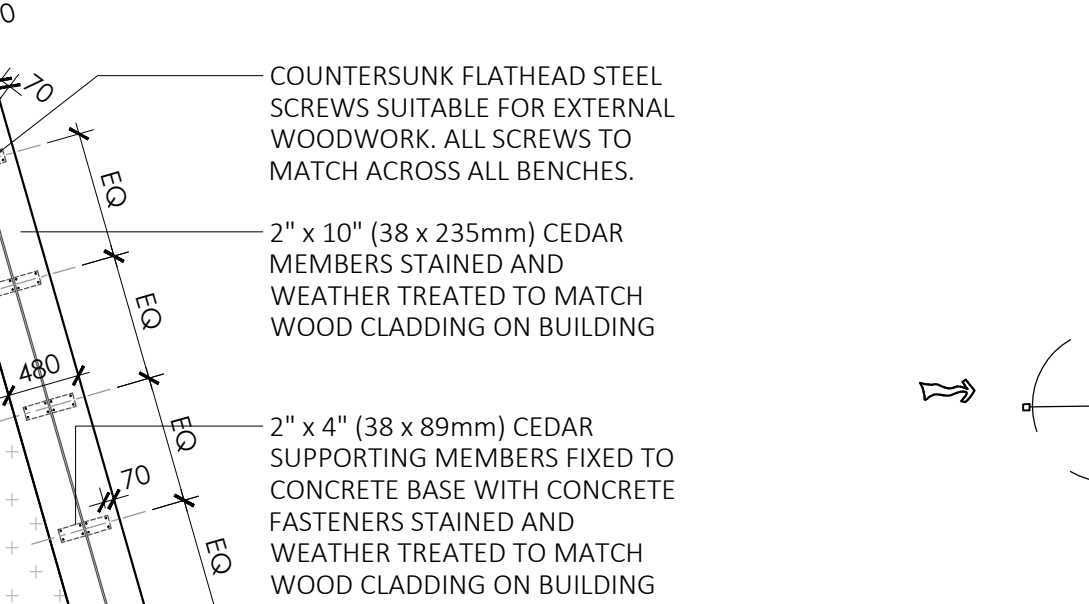 0
70
COUNTERSUNK FLATHEAD STEEL
SCREWS SUITABLE FOR EXTERNAL
WOODWORK. ALL SCREWS TO
MATCH ACROSS ALL BENCHES.
EQ
2" x 10" (38 x 235mm) CEDAR
MEMBERS STAINED AND
WEATHER TREATED TO MATCH
WOOD CLADDING ON BUILDING
EQ
480
2" x 4" (38 x 89mm) CEDAR
SUPPORTING MEMBERS FIXED TO
CONCRETE BASE WITH CONCRETE
FASTENERS STAINED AND
WEATHER TREATED TO MATCH
WOOD CLADDING ON BUILDING
EQ
70
EQ